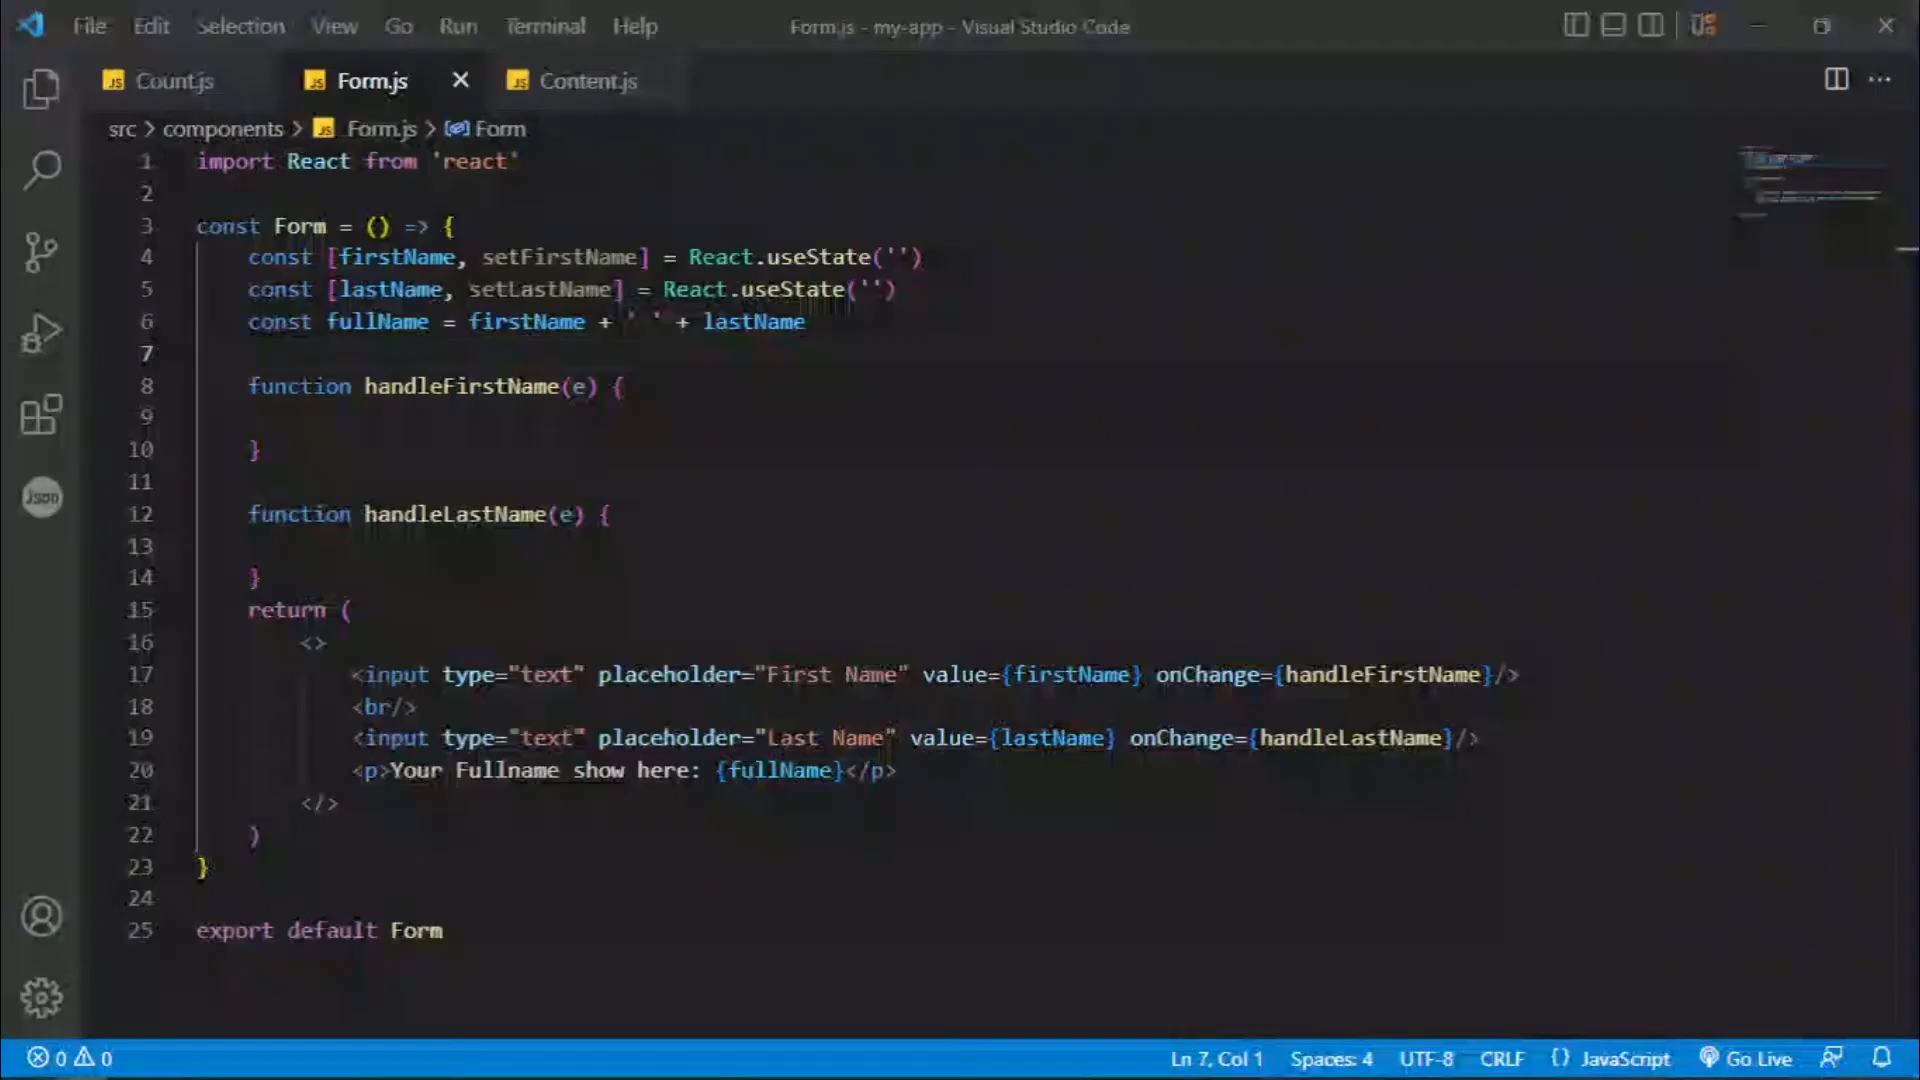 File Edit Selection View Go Run Terminal Help Form.js - my-app - Visual Studio Code
JS Count.js JS Form.js JS Content.js
src > components > JS Form.js > Form
1 import React from 'react'
2
3 const Form = () => {
4 const [firstName, setFirstName] = React.useState('')
5 const [lastName, setLastName] = React.useState('')
6 const fullName = firstName + ' ' + lastName
7
8 function handleFirstName(e) {
9
10 }
11
12 function handleLastName(e) {
13
14 }
15 return (
16 <>
17 <input type="text" placeholder="First Name" value={firstName} onChange={handleFirstName}/>
18 <br/>
19 <input type="text" placeholder="Last Name" value={lastName} onChange={handleLastName}/>
20 <p>Your Fullname show here: {fullName}</p>
21 </>
22 )
23 }
24
25 export default Form
Json
0 0 Ln 7, Col 1 Spaces: 4 UTF-8 CRLF {} JavaScript Go Live